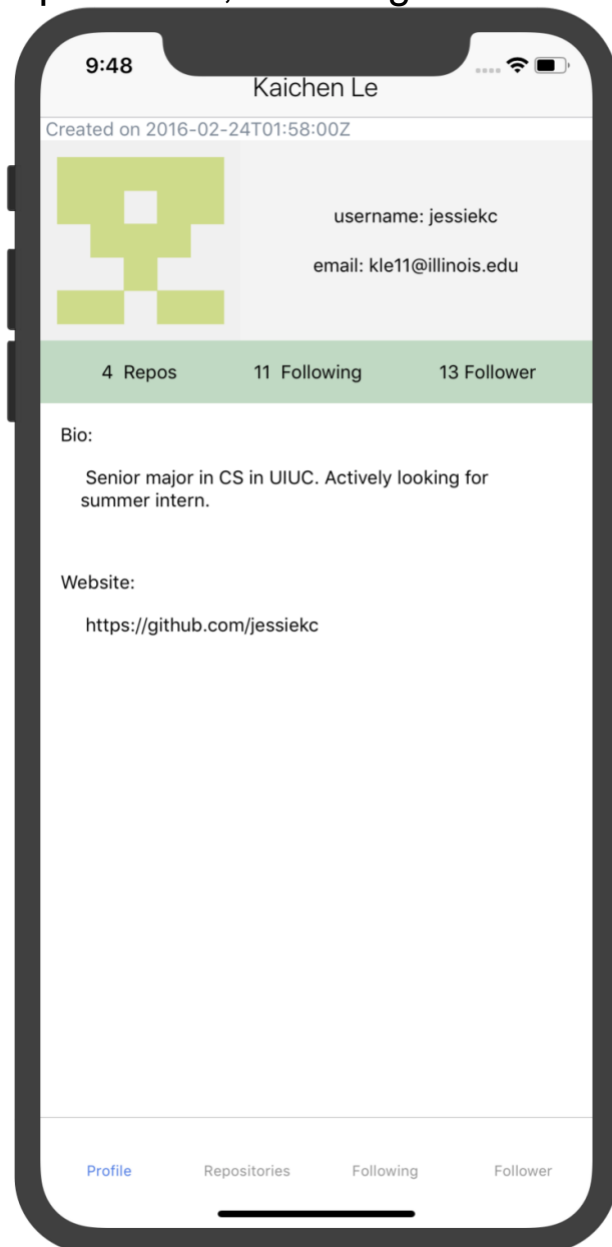 9:48
Kaichen Le
Created on 2016-02-24T01:58:00Z
username: jessiekc
email: kle11@illinois.edu
4 Repos 11 Following 13 Follower
Bio:
Senior major in CS in UIUC. Actively looking for
summer intern.
Website:
https://github.com/jessiekc
Profile Repositories Following Follower